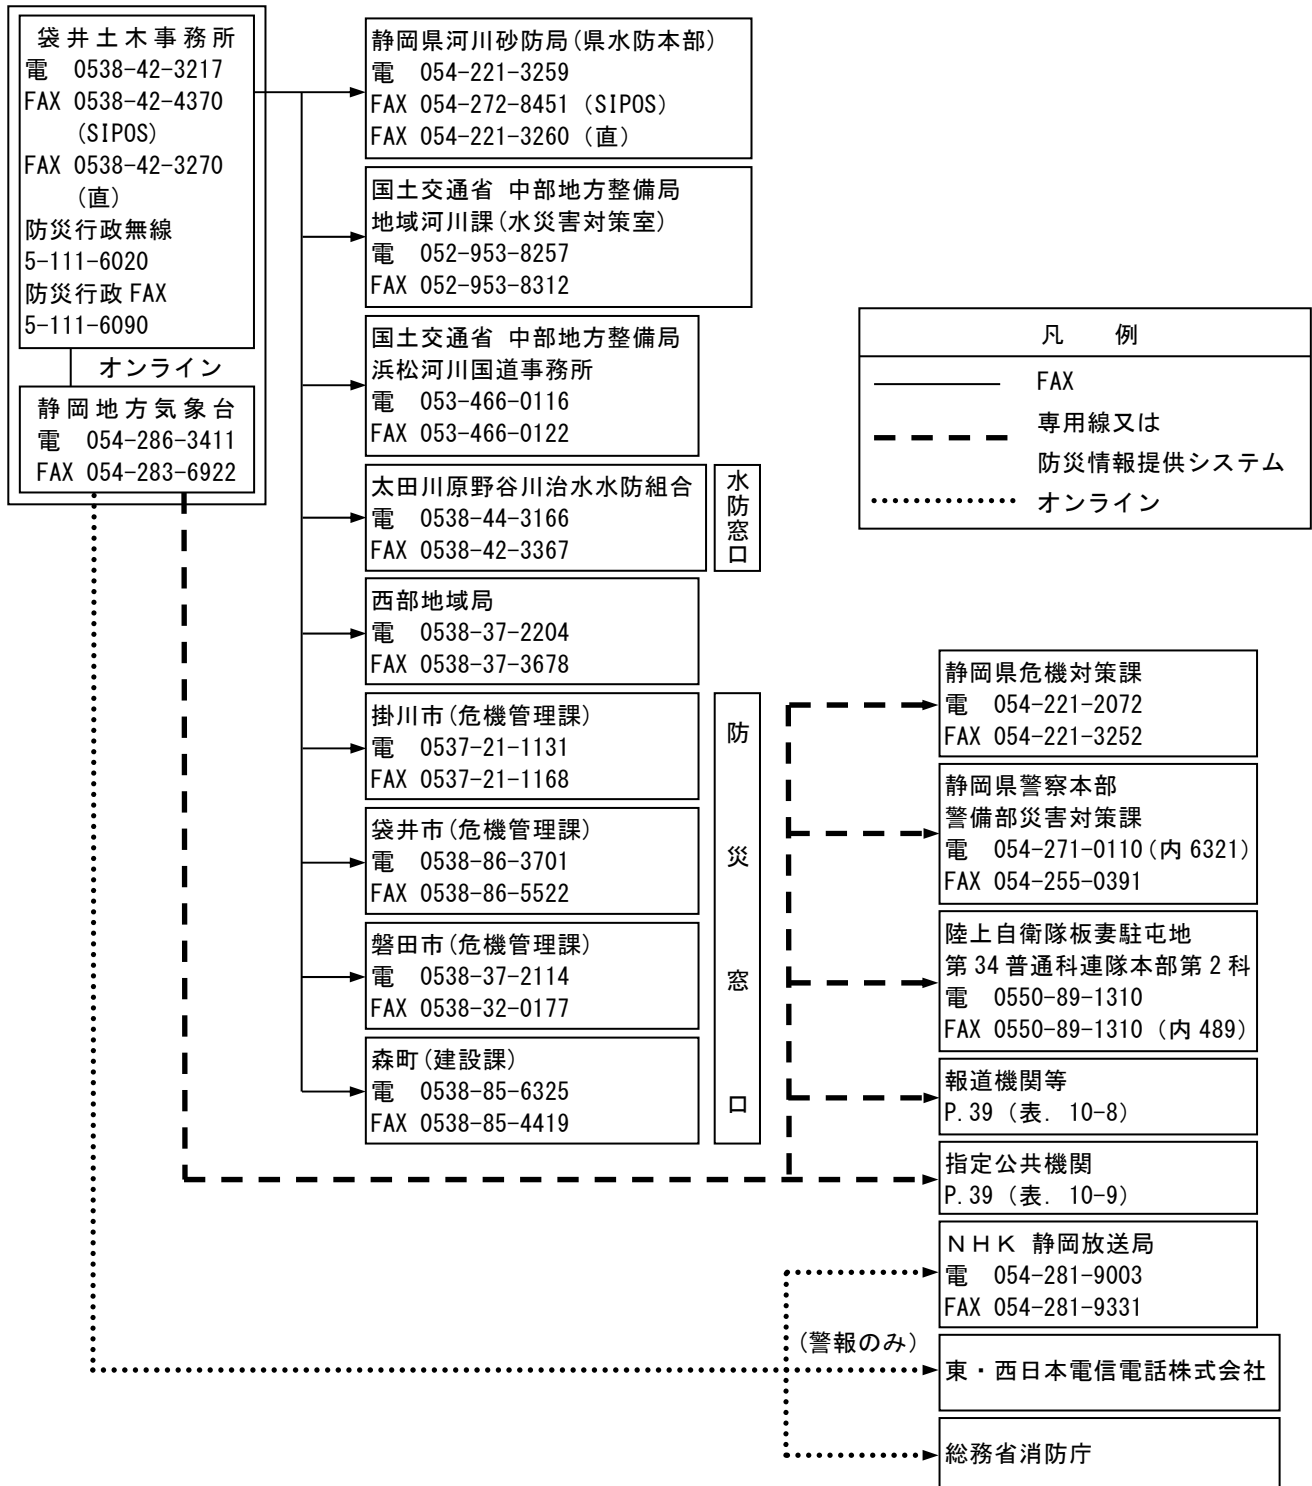 袋井土木事務所
電 0538-42-3217
FAX 0538-42-4370
(SIPOS)
FAX 0538-42-3270
(直)
防災行政無線
5-111-6020
防災行政 FAX
5-111-6090
オンライン
静岡地方気象台
電 054-286-3411
FAX 054-283-6922
静岡県河川砂防局(県水防本部)
電 054-221-3259
FAX 054-272-8451 (SIPOS)
FAX 054-221-3260 (直)
国土交通省 中部地方整備局
地域河川課(水災害対策室)
電 052-953-8257
FAX 052-953-8312
国土交通省 中部地方整備局
浜松河川国道事務所
電 053-466-0116
FAX 053-466-0122
太田川原野谷川治水水防組合
電 0538-44-3166
FAX 0538-42-3367
水防窓口
西部地域局
電 0538-37-2204
FAX 0538-37-3678
掛川市(危機管理課)
電 0537-21-1131
FAX 0537-21-1168
袋井市(危機管理課)
電 0538-86-3701
FAX 0538-86-5522
磐田市(危機管理課)
電 0538-37-2114
FAX 0538-32-0177
森町(建設課)
電 0538-85-6325
FAX 0538-85-4419
防災窓口
凡 例
FAX
専用線又は
防災情報提供システム
オンライン
静岡県危機対策課
電 054-221-2072
FAX 054-221-3252
静岡県警察本部
警備部災害対策課
電 054-271-0110(内 6321)
FAX 054-255-0391
陸上自衛隊板妻駐屯地
第 34 普通科連隊本部第 2 科
電 0550-89-1310
FAX 0550-89-1310 (内 489)
報道機関等
P.39 (表. 10-8)
指定公共機関
P.39 (表. 10-9)
NHK 静岡放送局
電 054-281-9003
FAX 054-281-9331
(警報のみ)
東・西日本電信電話株式会社
総務省消防庁